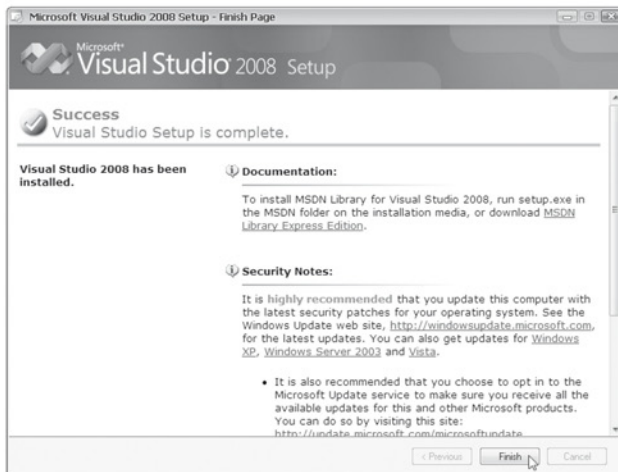 Microsoft Visual Studio 2008 Setup - Finish Page
Microsoft®
Visual Studio® 2008 Setup
Success
Visual Studio Setup is complete.
Visual Studio 2008 has been
installed.
Documentation:
To install MSDN Library for Visual Studio 2008, run setup.exe in
the MSDN folder on the installation media, or download MSDN
Library Express Edition.
Security Notes:
It is highly recommended that you update this computer with
the latest security patches for your operating system. See the
Windows Update web site, http://windowsupdate.microsoft.com,
for the latest updates. You can also get updates for Windows
XP, Windows Server 2003 and Vista.
• It is also recommended that you choose to opt in to the
Microsoft Update service to make sure you receive all the
available updates for this and other Microsoft products.
You can do so by visiting this site:
http://update.microsoft.com/microsoftupdate
< Previous
Finish
Cancel